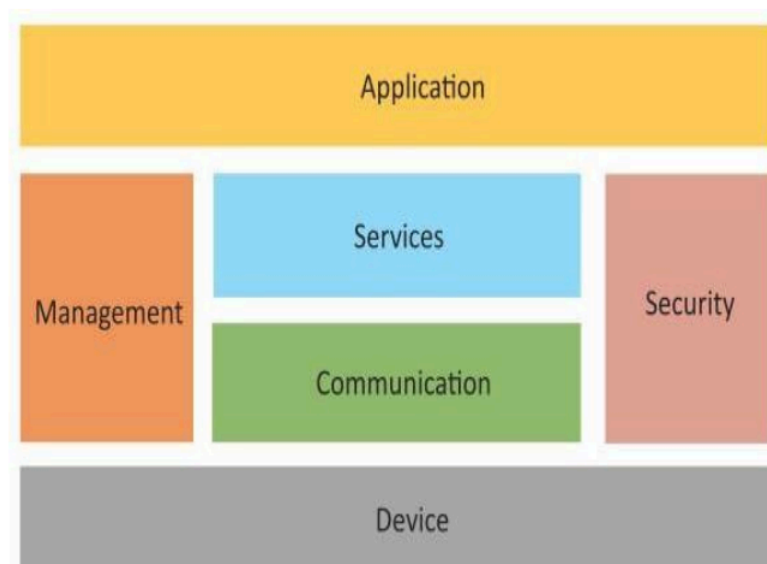 Application
Services
Management
Security
Communication
Device